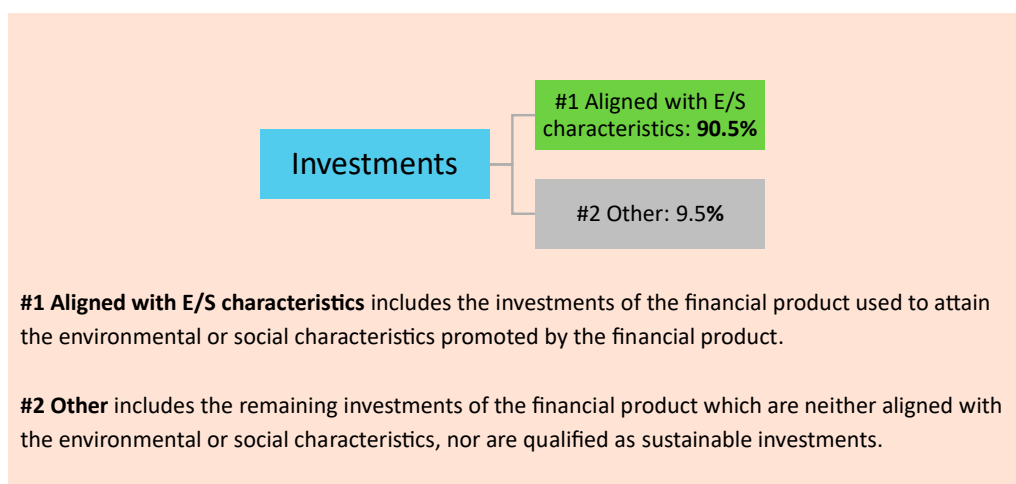 #1 Aligned with E/S
characteristics: 90.5%
Investments
#2 Other: 9.5%
#1 Aligned with E/S characteristics includes the investments of the financial product used to attain
the environmental or social characteristics promoted by the financial product.
#2 Other includes the remaining investments of the financial product which are neither aligned with
the environmental or social characteristics, nor are qualified as sustainable investments.